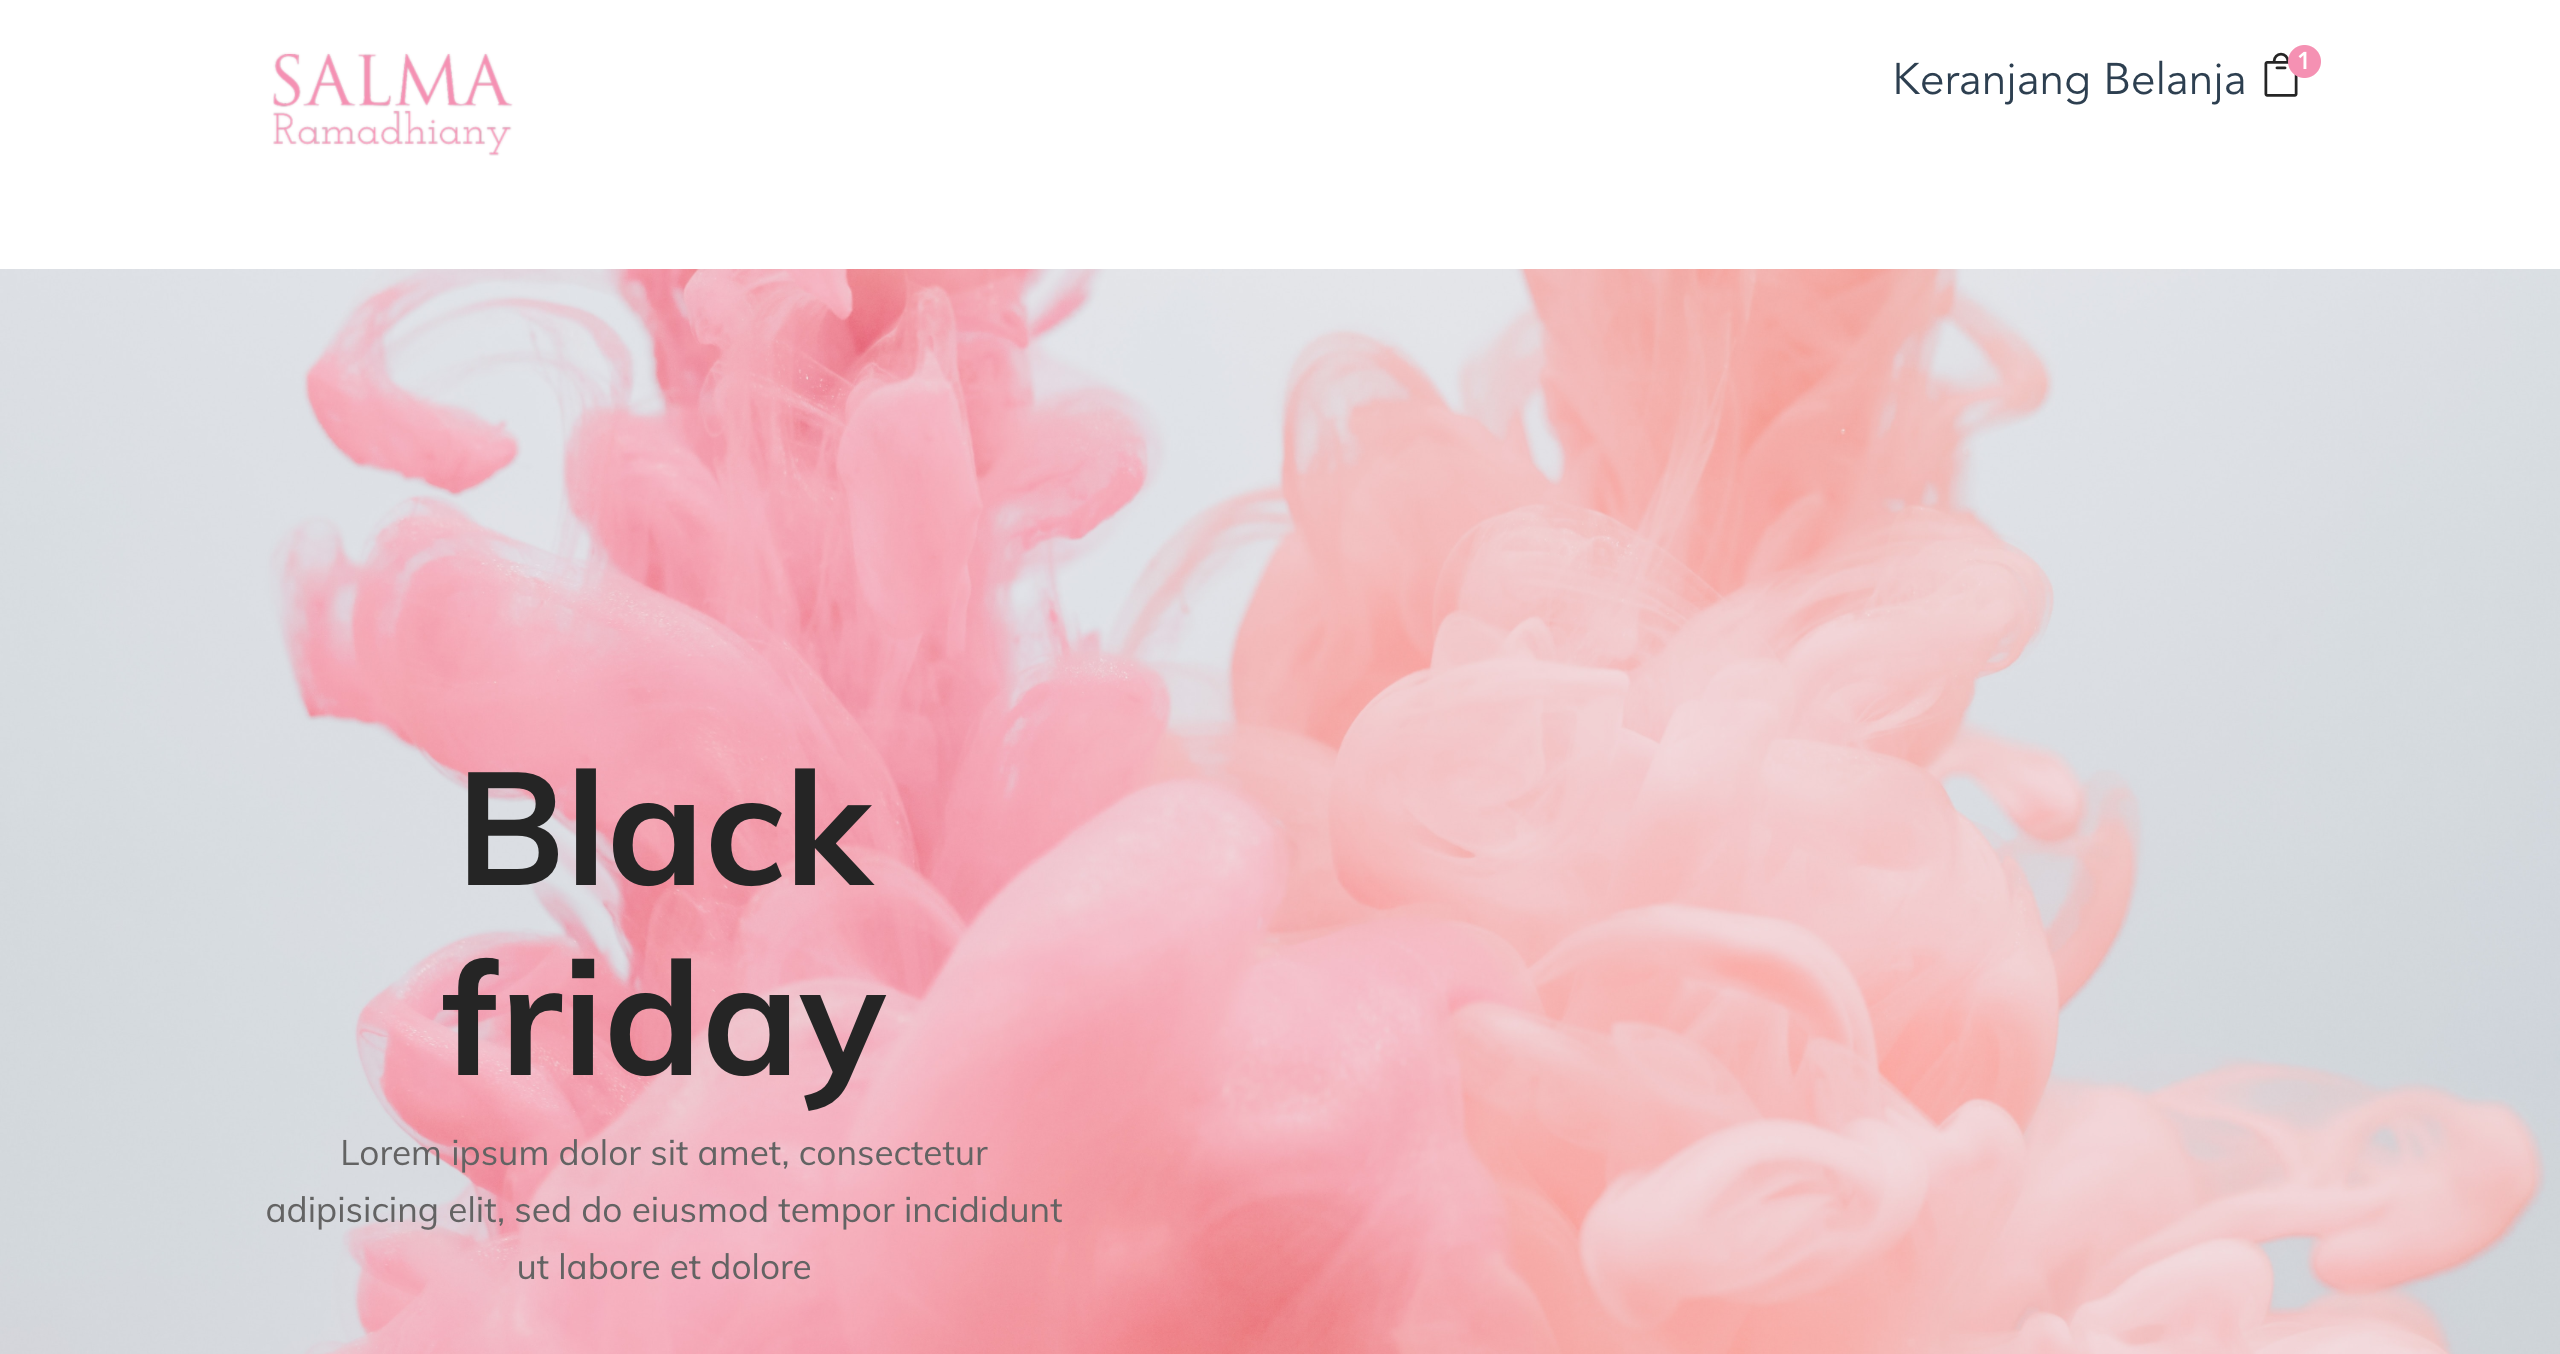 SALMA
Ramadhiany
Keranjang Belanja 1
Black
friday
Lorem ipsum dolor sit amet, consectetur
adipisicing elit, sed do eiusmod tempor incididunt
ut labore et dolore